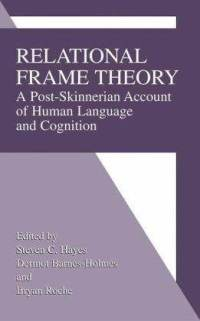 RELATIONAL
FRAME THEORY
A Post-Skinnerian Account
of Human Language
and Cognition
Edited by
Steven C. Hayes
Dermot Barnes-Holmes
and
Bryan Roche